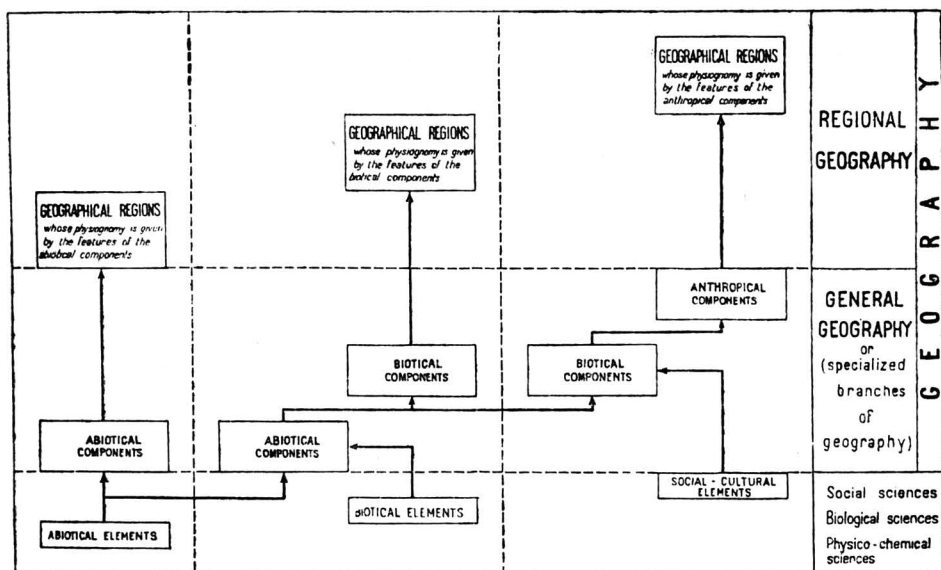 GEOGRAPHICAL REGIONS
whose physiognomy is given
by the features of the
abiotical components
ABIOTICAL
COMPONENTS
ABIOTICAL ELEMENTS
GEOGRAPHICAL REGIONS
whose physiognomy is given
by the features of the
biotical components
BIOTICAL
COMPONENTS
ABIOTICAL
COMPONENTS
BIOTICAL ELEMENTS
GEOGRAPHICAL REGIONS
whose physiognomy is given
by the features of the
anthropical components
ANTHROPICAL
COMPONENTS
BIOTICAL
COMPONENTS
SOCIAL - CULTURAL
ELEMENTS
REGIONAL
GEOGRAPHY
GENERAL
GEOGRAPHY
or
(specialized
branches
of
geography)
Social sciences
Biological sciences
Physico-chemical
sciences
GEOGRAPHY